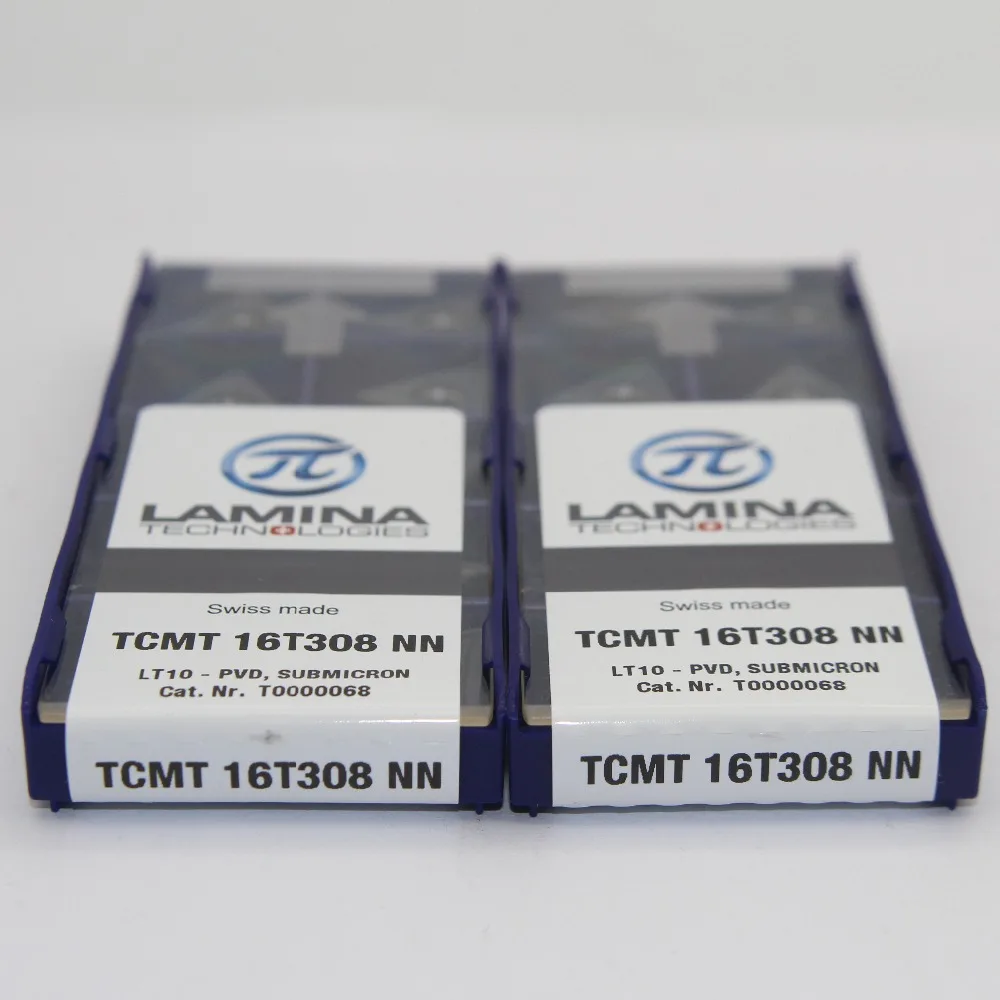 π
LAMINA
TECHNOLOGIES
Swiss made
TCMT 16T308 NN
LT10 - PVD, SUBMICRON
Cat. Nr. T0000068
TCMT 16T308 NN
π
LAMINA
TECHNOLOGIES
Swiss made
TCMT 16T308 NN
LT10 - PVD, SUBMICRON
Cat. Nr. T0000068
TCMT 16T308 NN